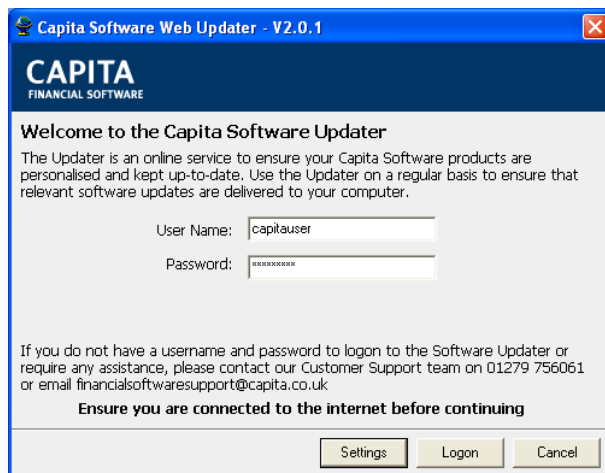 Capita Software Web Updater - V2.0.1
CAPITA
FINANCIAL SOFTWARE
Welcome to the Capita Software Updater
The Updater is an online service to ensure your Capita Software products are
personalised and kept up-to-date. Use the Updater on a regular basis to ensure that
relevant software updates are delivered to your computer.
User Name: capitauser
Password: *********
If you do not have a username and password to logon to the Software Updater or
require any assistance, please contact our Customer Support team on 01279 756061
or email financialsoftwaresupport@capita.co.uk
Ensure you are connected to the internet before continuing
Settings Logon Cancel